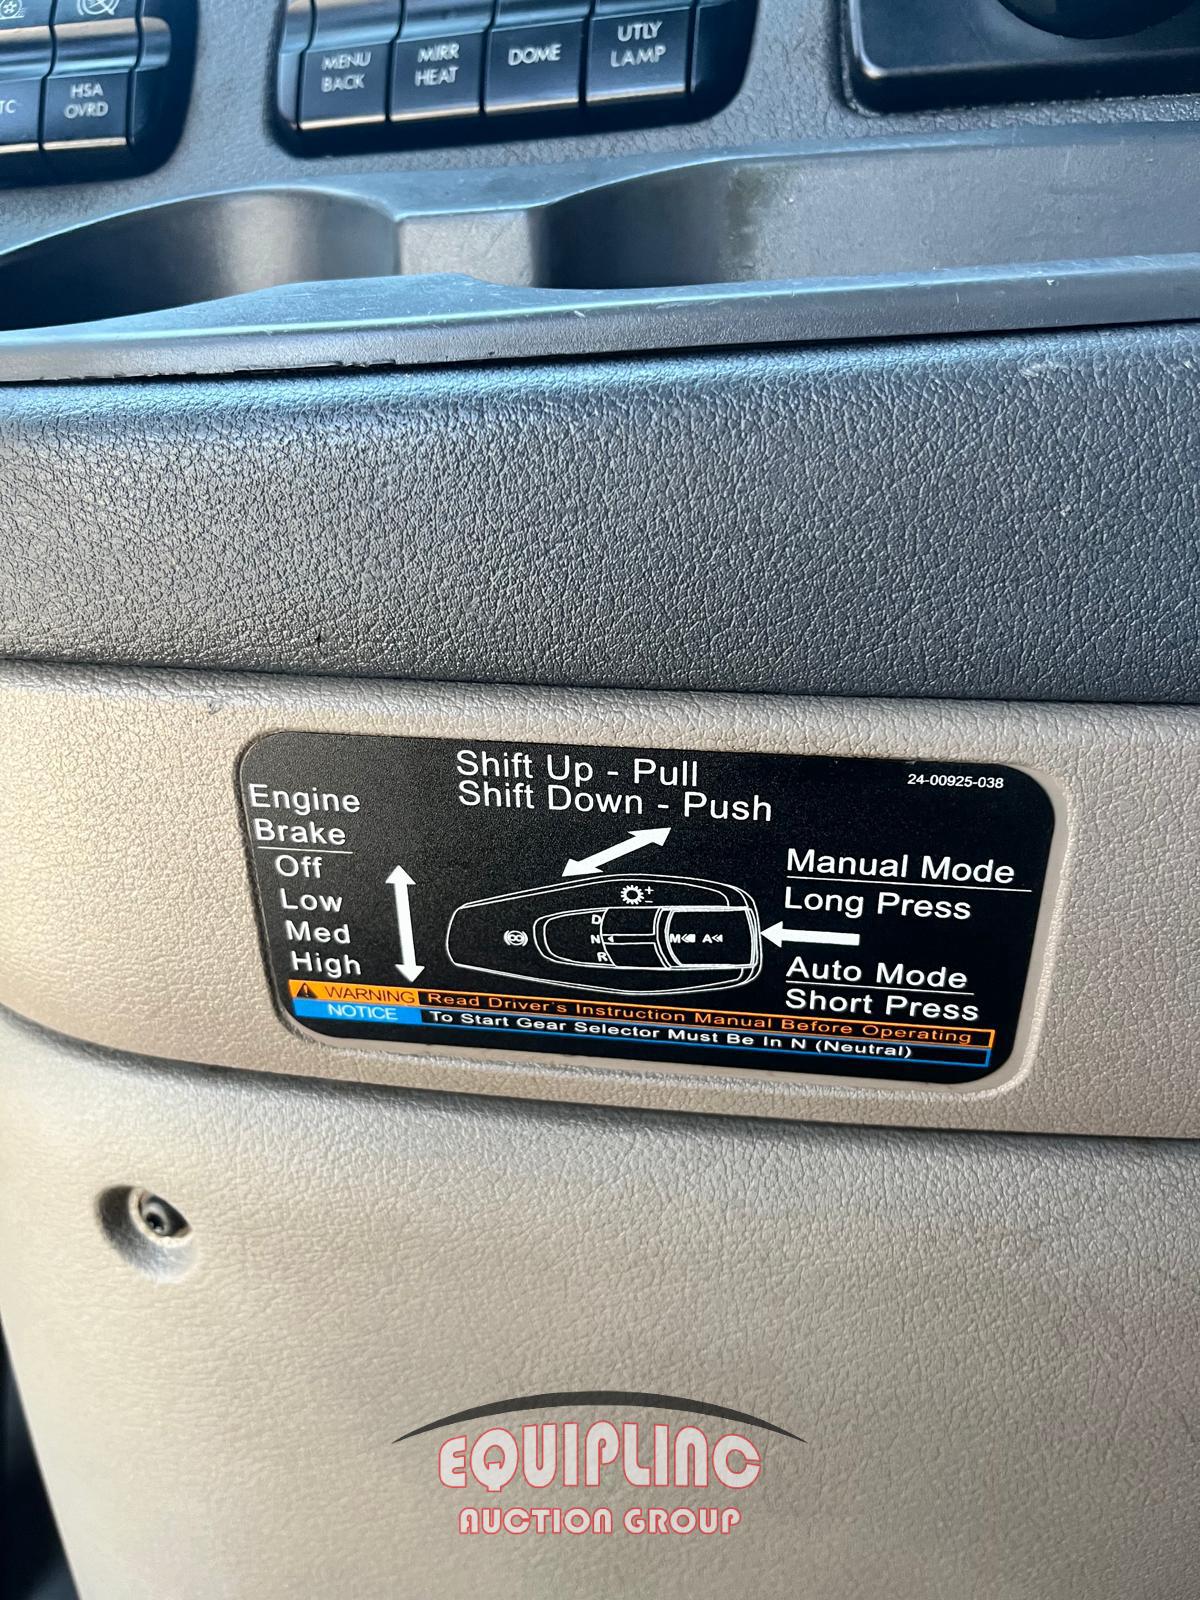 TC
HSA
OVRD
MENU
BACK
MIRR
HEAT
DOME
UTLY
LAMP
Shift Up - Pull
Shift Down - Push
24-00925-038
Engine
Brake
Off
Low
Med
High
Manual Mode
Long Press
Auto Mode
Short Press
D
N
R
M
A
+
-
WARNING Read Driver's Instruction Manual Before Operating
NOTICE To Start Gear Selector Must Be In N (Neutral)
EQUIPLINC
AUCTION GROUP